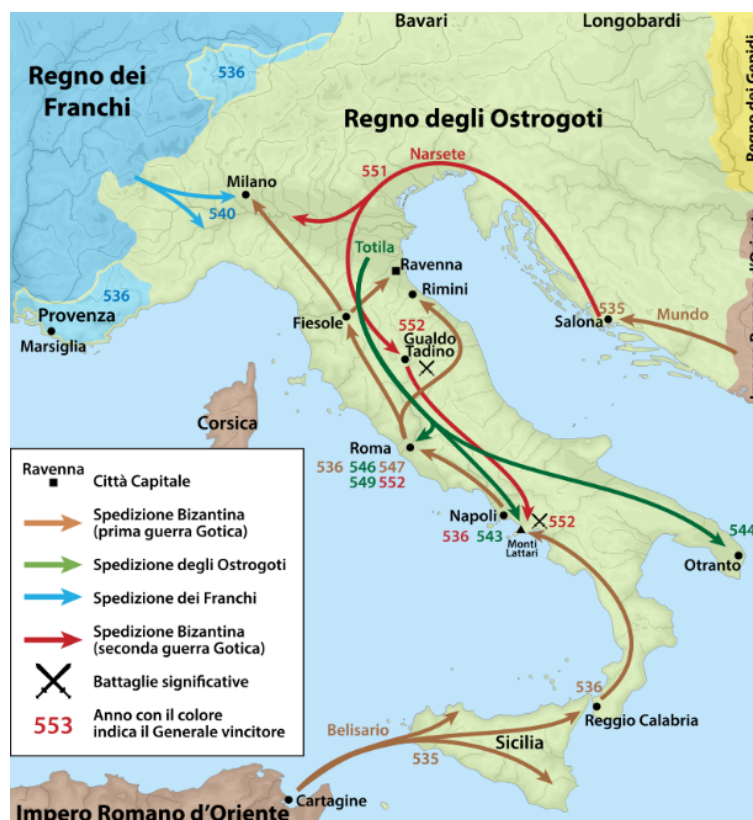 Bavari
Longobardi
Regno dei
Franchi
536
Regno dei Gepidi
Regno degli Ostrogoti
551
Narsete
Milano
540
Totila
Ravenna
536
Rimini
Provenza
Marsiglia
Fiesole
552
Gualdo
Tadino
535
Salona
Mundo
Corsica
Roma
536 546 547
549 552
Napoli
536 543
552
Monti
Lattari
544
Otranto
Ravenna
Città Capitale
Spedizione Bizantina
(prima guerra Gotica)
Spedizione degli Ostrogoti
Spedizione dei Franchi
Spedizione Bizantina
(seconda guerra Gotica)
Battaglie significative
553
Anno con il colore
indica il Generale vincitore
536
Reggio Calabria
Belisario
535
Sicilia
Cartagine
Impero Romano d'Oriente